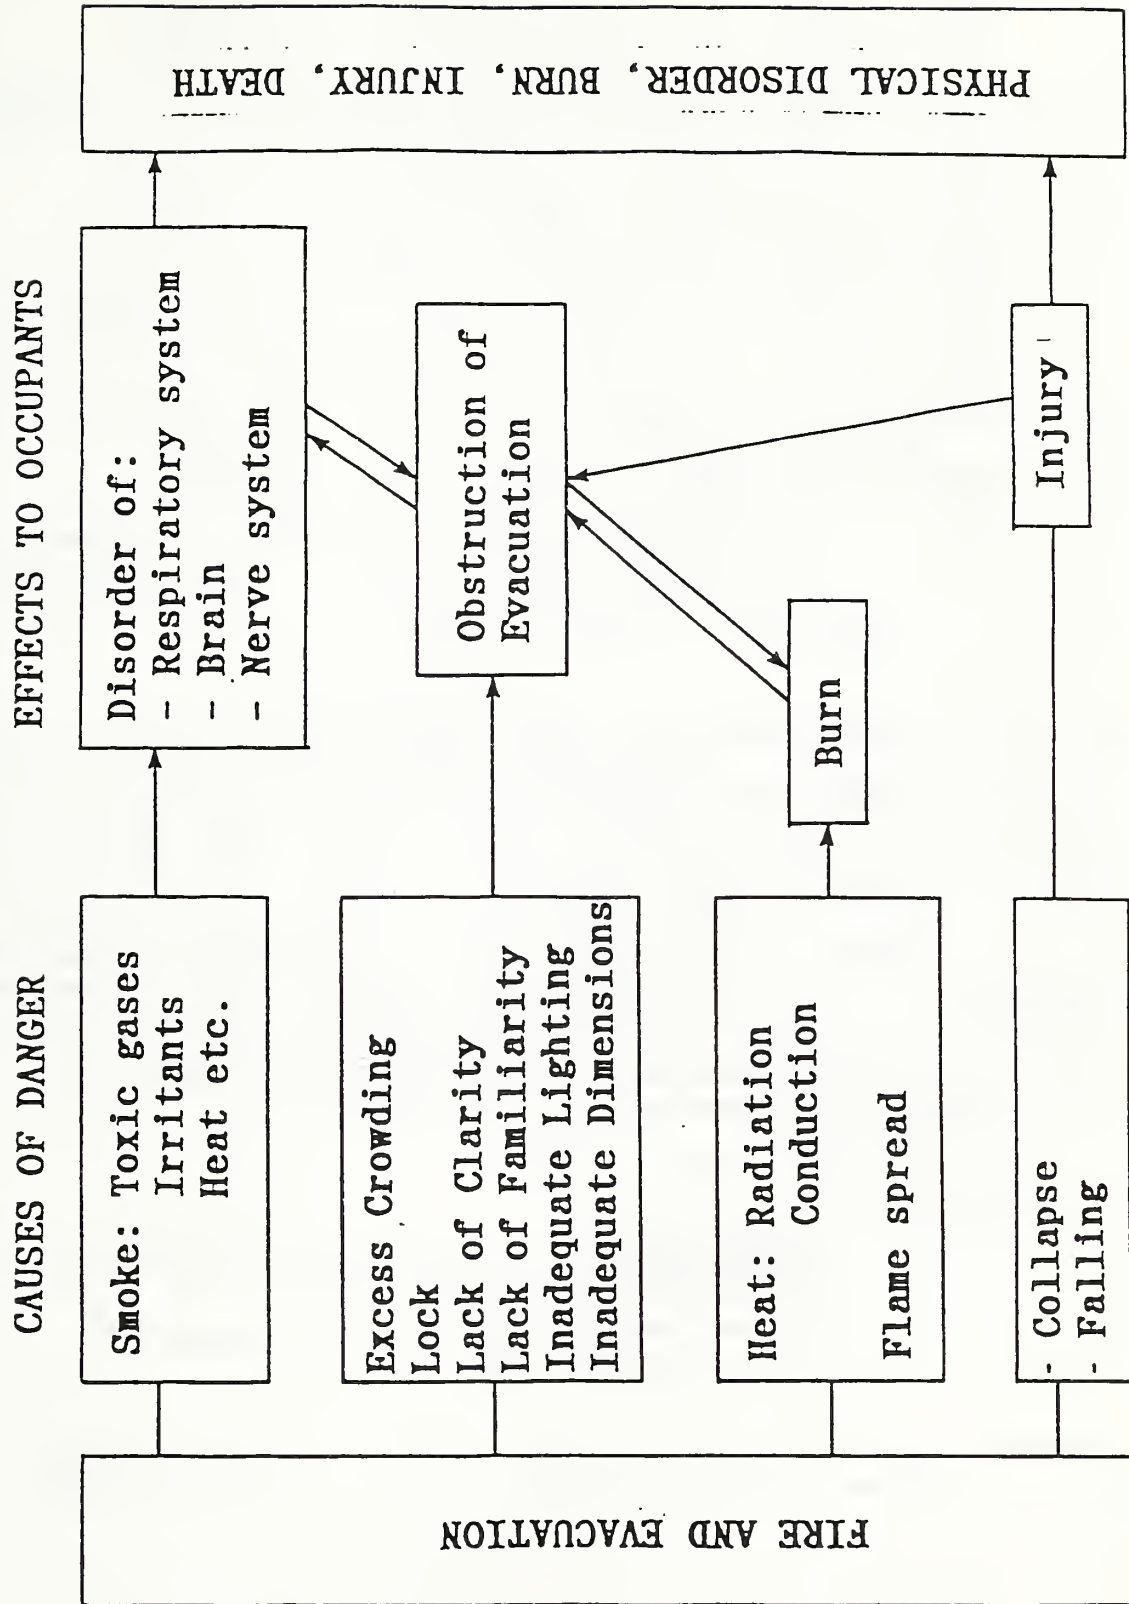 CAUSES OF DANGER
EFFECTS TO OCCUPANTS
FIRE AND EVACUATION
Smoke: Toxic gases
Irritants
Heat etc.
Excess Crowding
Lock
Lack of Clarity
Lack of Familiarity
Inadequate Lighting
Inadequate Dimensions
Heat: Radiation
Conduction
Flame spread
- Collapse
- Falling
Disorder of:
- Respiratory system
- Brain
- Nerve system
Obstruction of
Evacuation
Burn
Injury
PHYSICAL DISORDER, BURN, INJURY, DEATH